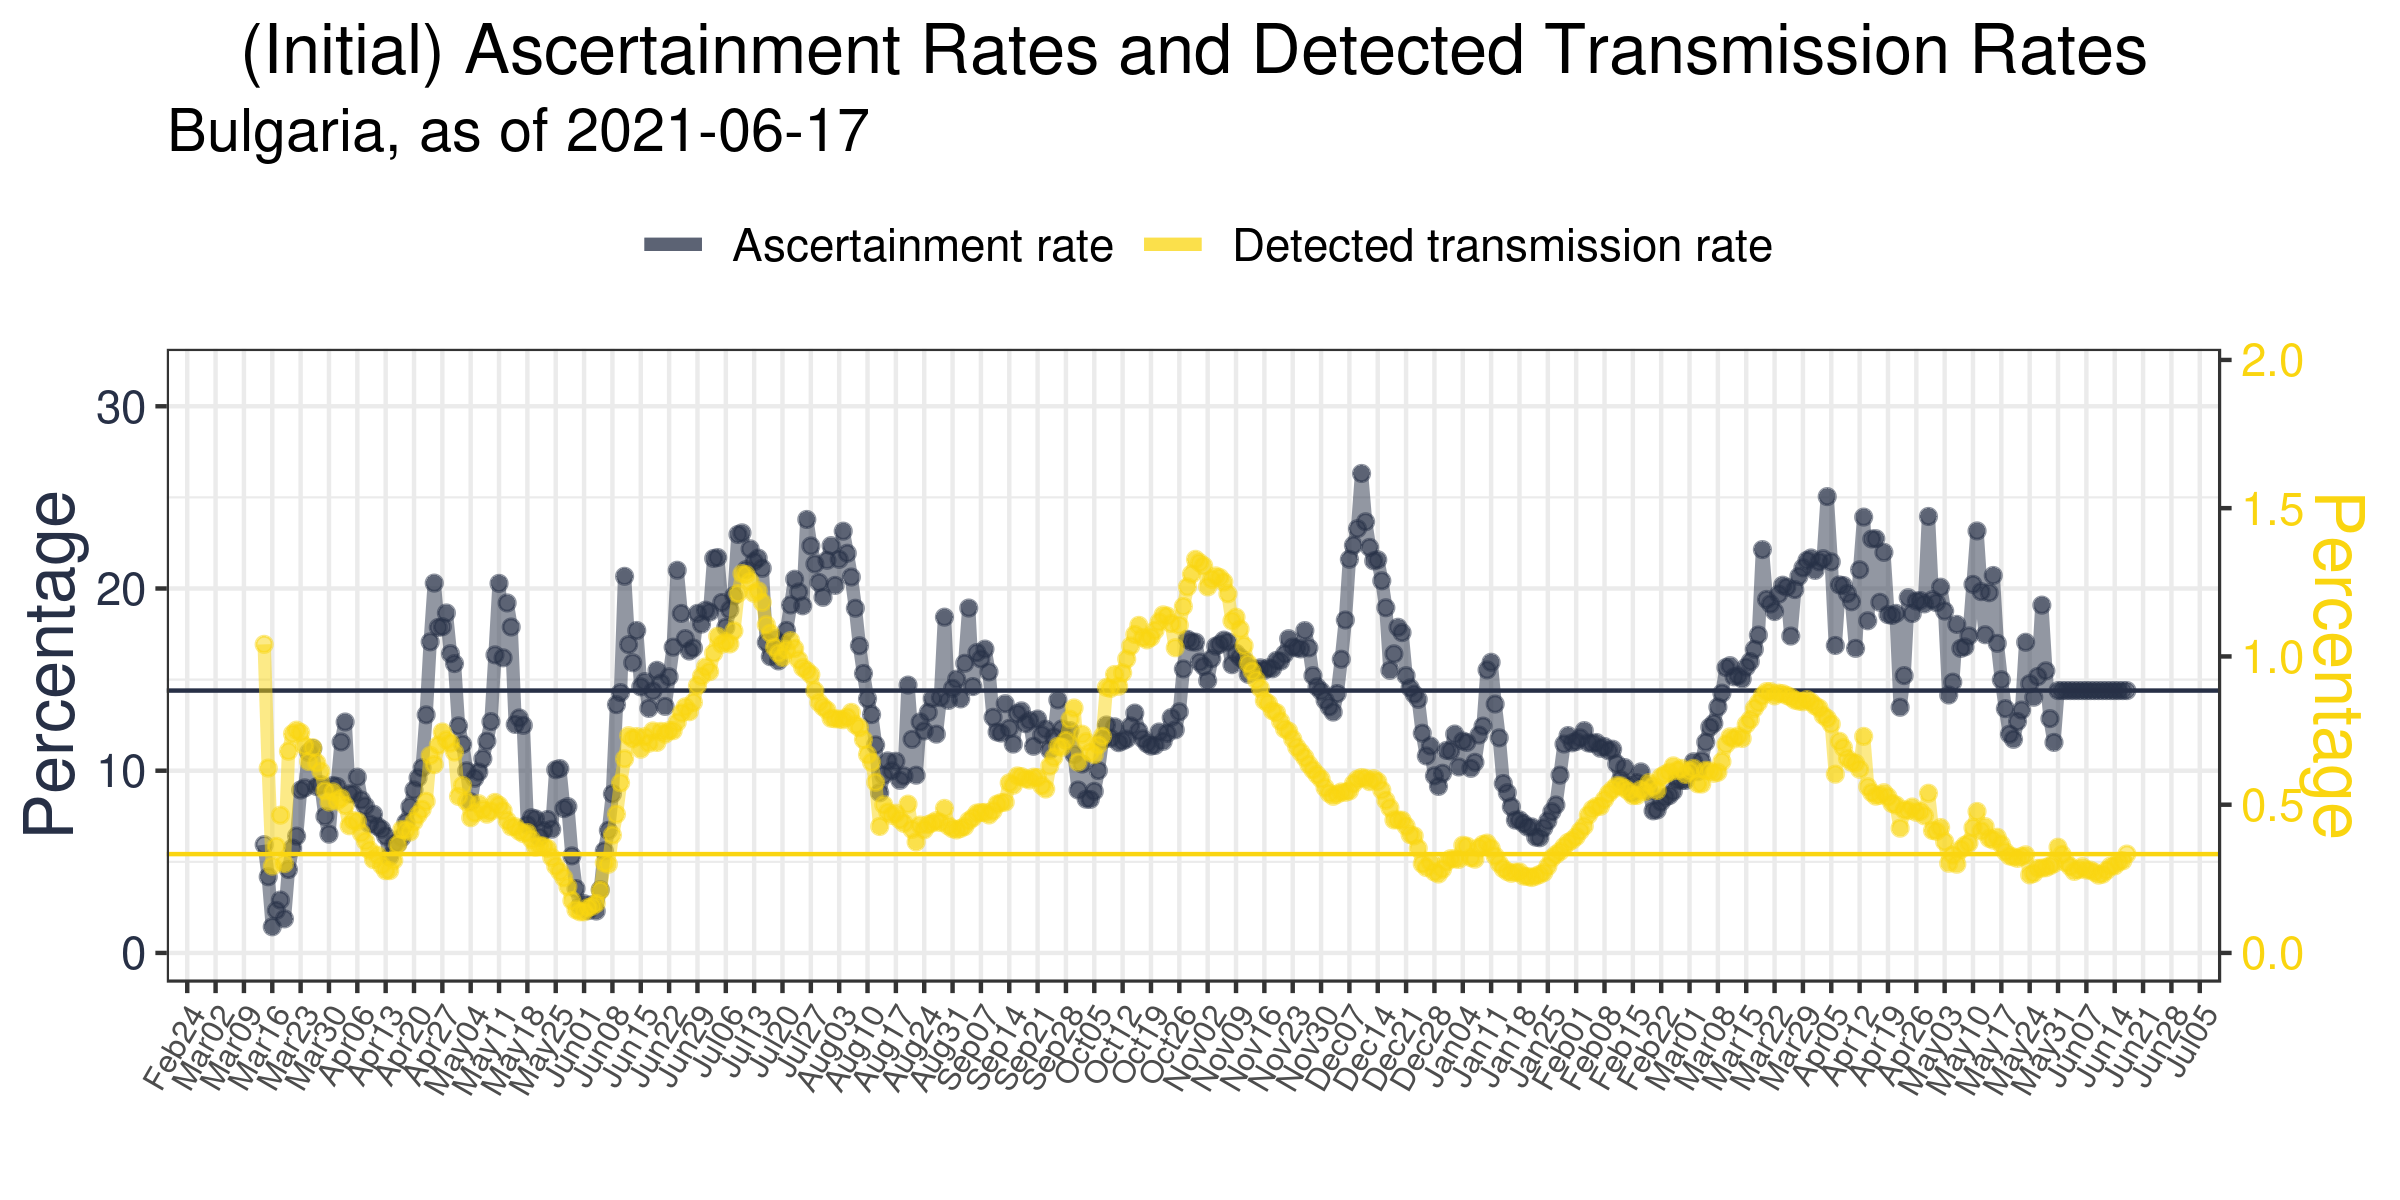 (Initial) Ascertainment Rates and Detected Transmission Rates
Bulgaria, as of 2021-06-17
Ascertainment rate Detected transmission rate
Percentage
30
20
10
0
2.0
1.5
1.0
0.5
0.0
Percentage
Feb24 Mar02 Mar09 Mar16 Mar23 Mar30 Apr06 Apr13 Apr20 Apr27 May04 May11 May18 May25 Jun01 Jun08 Jun15 Jun22 Jun29 Jul06 Jul13 Jul20 Jul27 Aug03 Aug10 Aug17 Aug24 Aug31 Sep07 Sep14 Sep21 Sep28 Oct05 Oct12 Oct19 Oct26 Nov02 Nov09 Nov16 Nov23 Nov30 Dec07 Dec14 Dec21 Dec28 Jan04 Jan11 Jan18 Jan25 Feb01 Feb08 Feb15 Feb22 Mar01 Mar08 Mar15 Mar22 Mar29 Apr05 Apr12 Apr19 Apr26 May03 May10 May17 May24 May31 Jun07 Jun14 Jun21 Jun28 Jul05